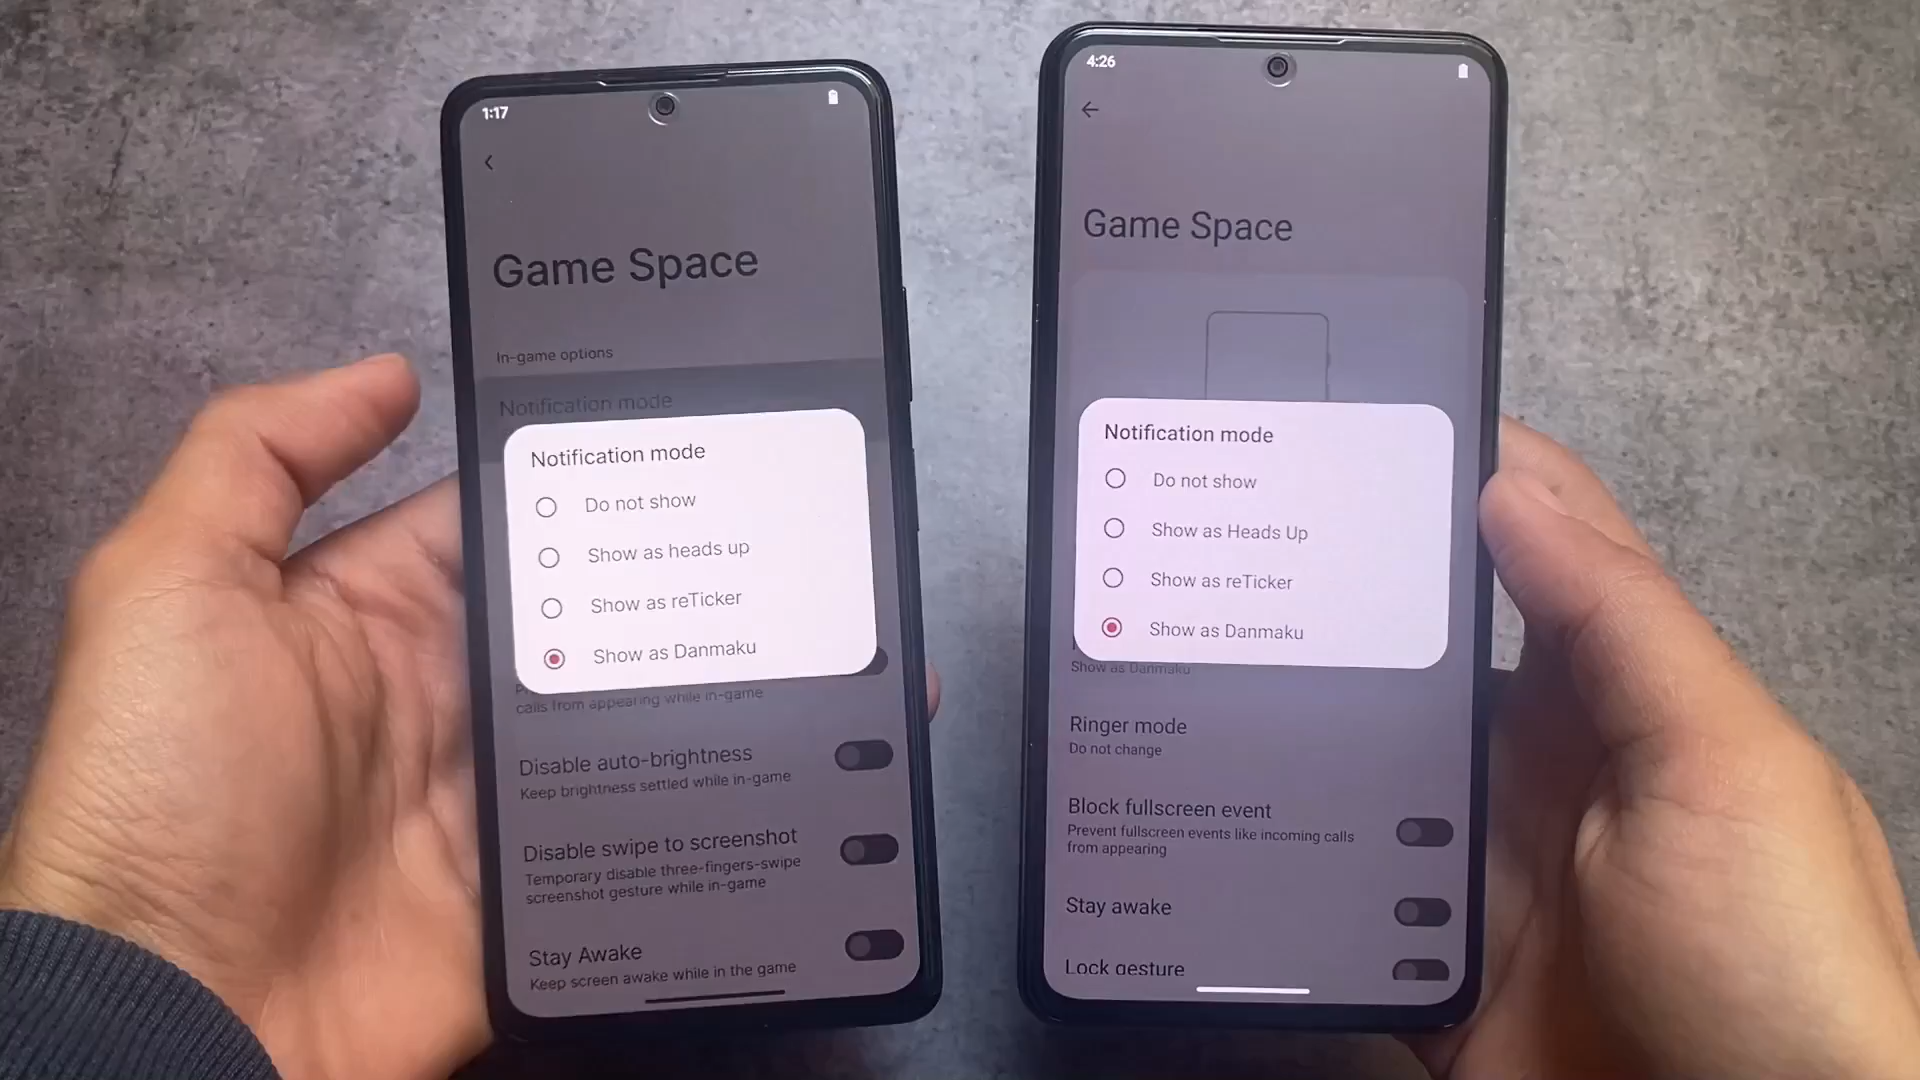 1:17
Game Space
In-game options
Notification mode
Notification mode
Do not show
Show as heads up
Show as reTicker
Show as Danmaku
calls from appearing while in-game
Disable auto-brightness
Keep brightness settled while in-game
Disable swipe to screenshot
Temporary disable three-fingers-swipe
screenshot gesture while in-game
Stay Awake
Keep screen awake while in the game
4:26
Game Space
Notification mode
Do not show
Show as Heads Up
Show as reTicker
Show as Danmaku
Show as Danmaku
Ringer mode
Do not change
Block fullscreen event
Prevent fullscreen events like incoming calls
from appearing
Stay awake
Lock gesture